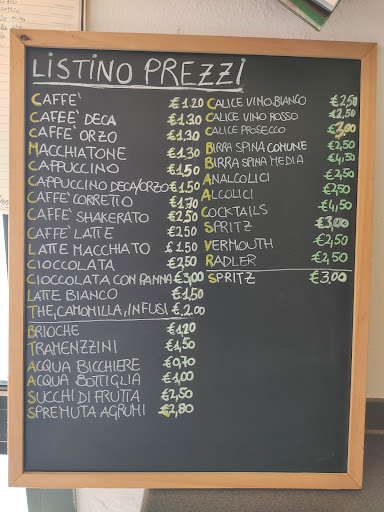 LISTINO PREZZI
CAFFE' €1.20
CAFEE' DECA €1.30
CAFFE' ORZO €1.30
MACCHIATONE €1.30
CAPPUCCINO €1.50
CAPPUCCINO DECA/ORZO €1.50
CAFFE' CORRETTO €1.70
CAFFE' SHAKERATO €2.50
CAFFE' LATTE €2.50
LATTE MACCHIATO £1.50
CIOCCOLATA €2.50
CIOCCOLATA CON PANNA €3,00
LATTE BIANCO €1,50
THE, CAMOMILLA, INFUSI €2.00
BRIOCHE €1,20
TRAMENZZINI €1,50
ACQUA BICCHIERE €0,70
ACQUA BOTTIGLIA €1,00
SUCCHI DI FRUTTA €2,50
SPREMUTA AGRUMI €2,80
CALICE VINO BIANCO €2,50
CALICE VINO ROSSO €2,50
CALICE PROSECCO €3,00
BIRRA SPINA COMUNE €2,50
BIRRA SPINA MEDIA €4,50
ANALCOLICI €2,50
ALCOLICI €2,50
COCKTAILS €4,50
SPRITZ €3,00
VERMOUTH €2,50
RADLER €2,50
SPRITZ €3,00